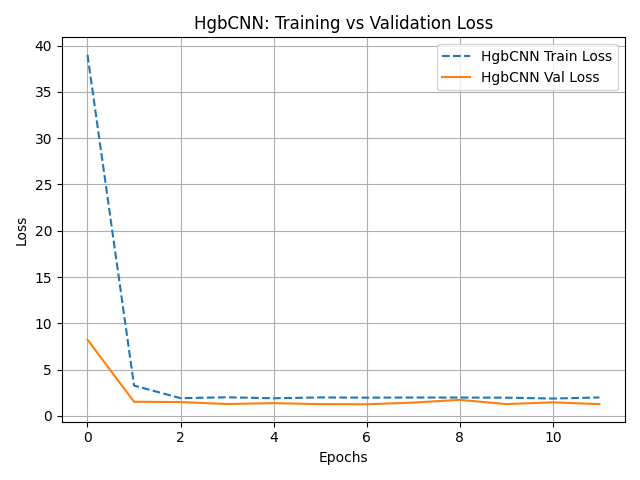 HgbCNN: Training vs Validation Loss
HgbCNN Train Loss
HgbCNN Val Loss
40
35
30
25
20
15
10
5
0
Loss
0 2 4 6 8 10
Epochs